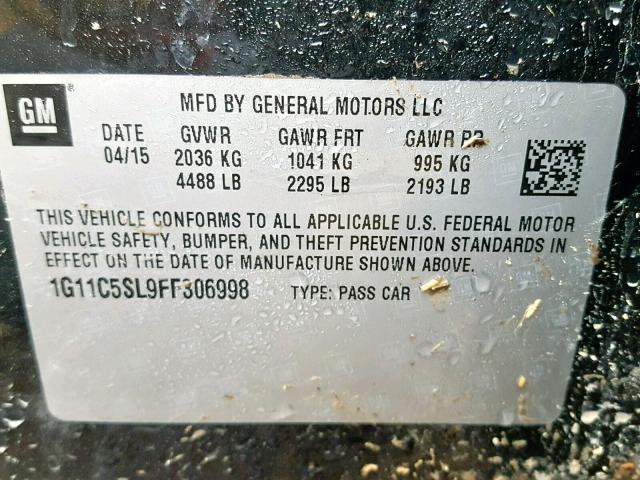 GM
MFD BY GENERAL MOTORS LLC
DATE GVWR GAWR FRT GAWR RR
04/15 2036 KG 1041 KG 995 KG
4488 LB 2295 LB 2193 LB
THIS VEHICLE CONFORMS TO ALL APPLICABLE U.S. FEDERAL MOTOR
VEHICLE SAFETY, BUMPER, AND THEFT PREVENTION STANDARDS IN
EFFECT ON THE DATE OF MANUFACTURE SHOWN ABOVE.
1G11C5SL9FF306998 TYPE: PASS CAR